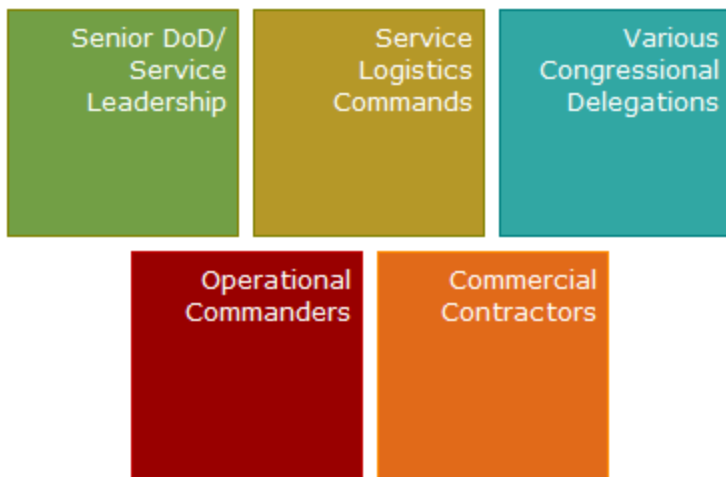 Senior DoD/
Service
Leadership
Service
Logistics
Commands
Various
Congressional
Delegations
Operational
Commanders
Commercial
Contractors